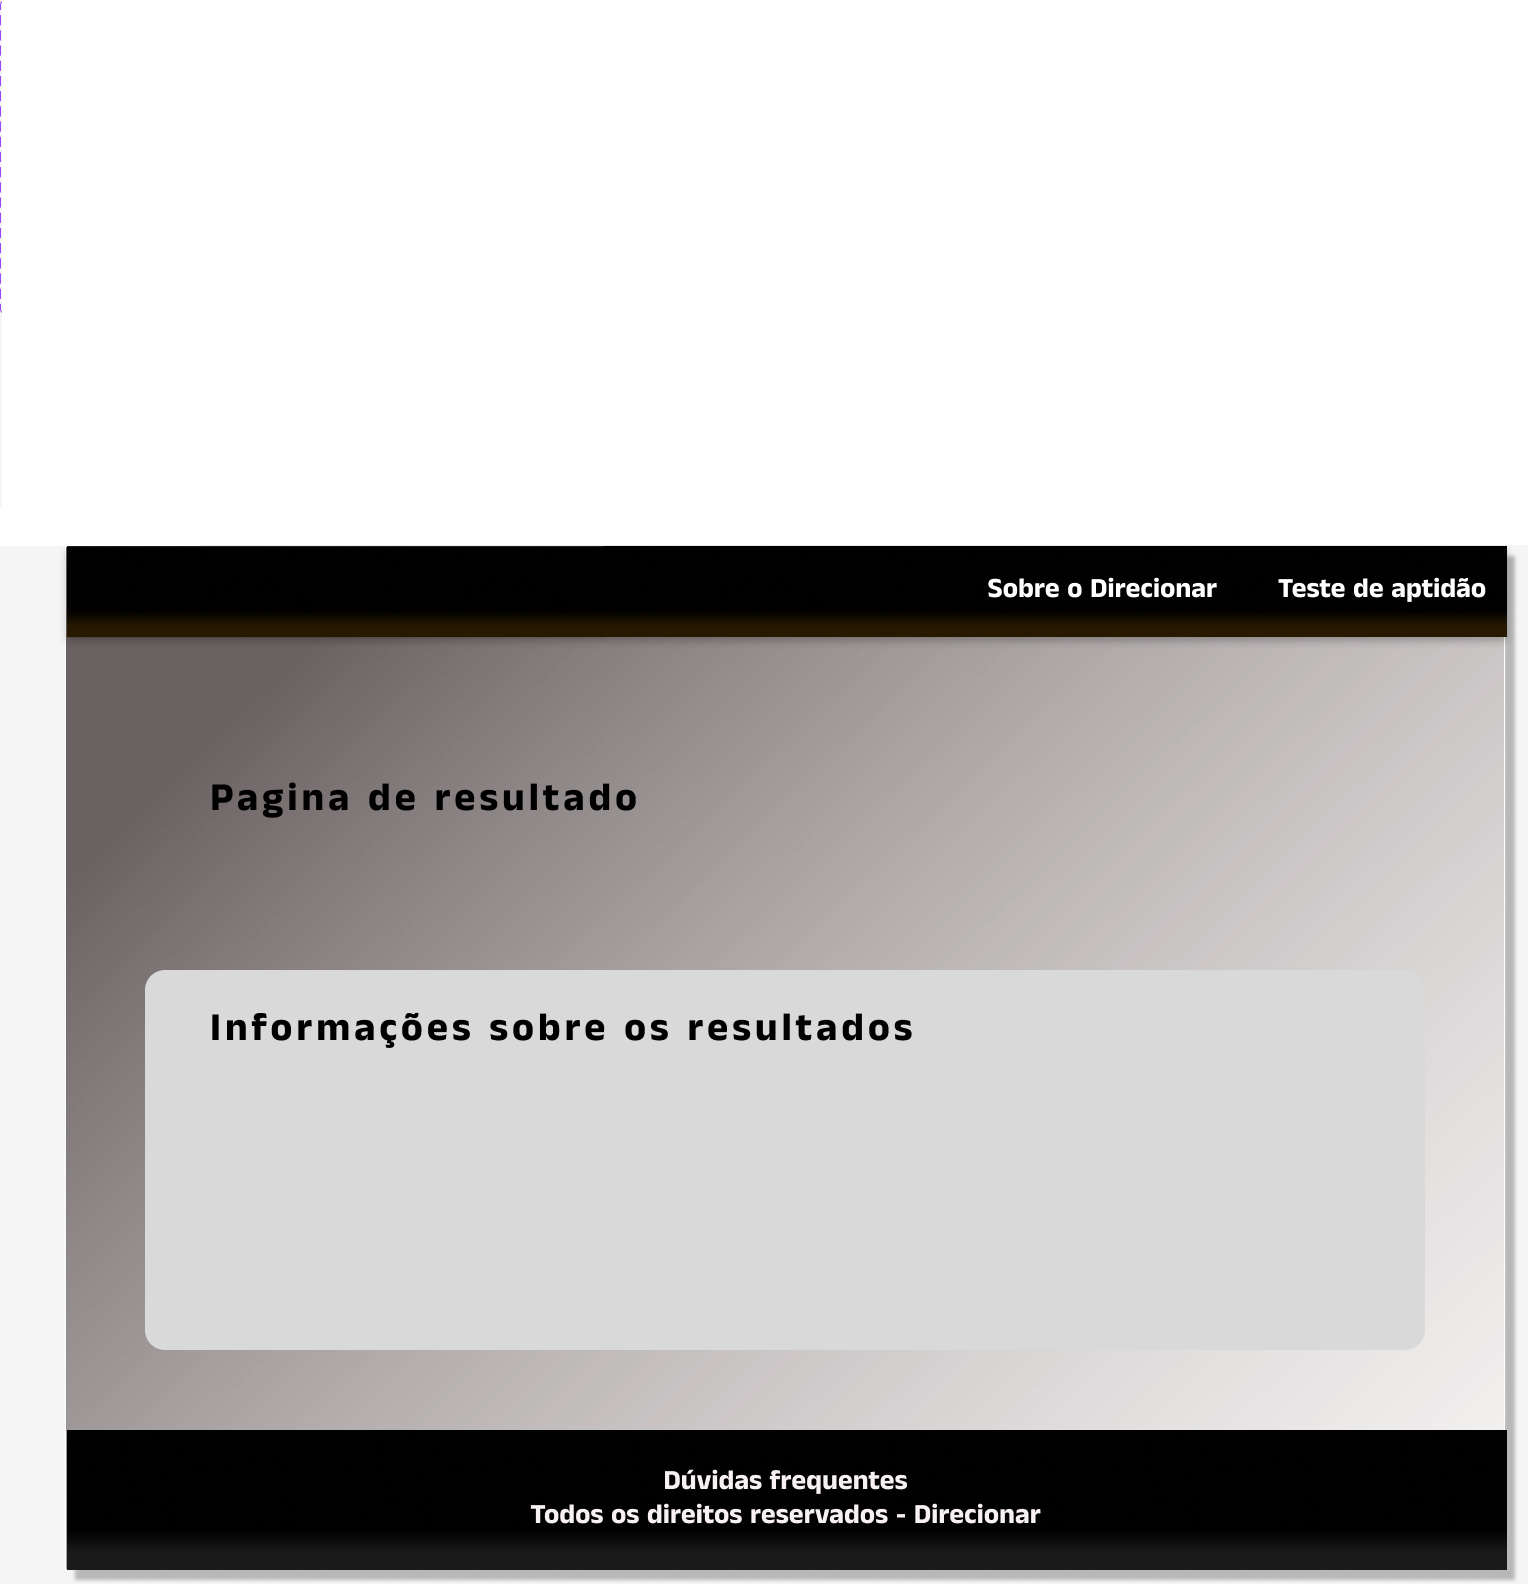 Sobre o Direcionar
Teste de aptidão
Pagina de resultado
Informações sobre os resultados
Dúvidas frequentes
Todos os direitos reservados - Direcionar